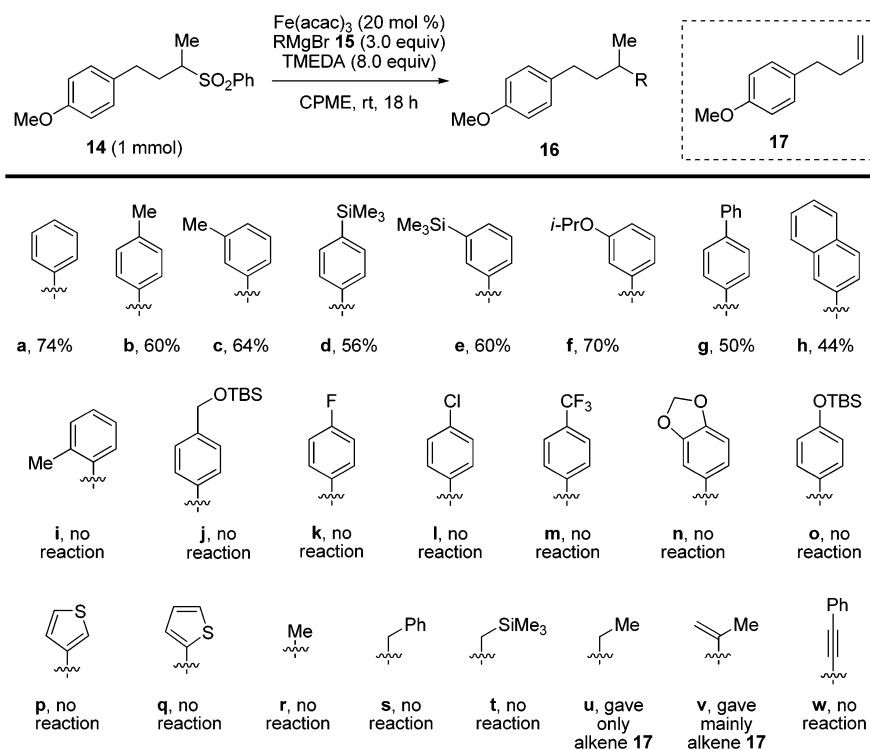 Me
SO2Ph
MeO
14 (1 mmol)
Fe(acac)3 (20 mol %)
RMgBr 15 (3.0 equiv)
TMEDA (8.0 equiv)
CPME, rt, 18 h
Me
R
MeO
16
MeO
17
Me
Me
SiMe3
Me3Si
i-PrO
Ph
a, 74%
b, 60%
c, 64%
d, 56%
e, 60%
f, 70%
g, 50%
h, 44%
Me
OTBS
F
Cl
CF3
O
O
OTBS
i, no
reaction
j, no
reaction
k, no
reaction
l, no
reaction
m, no
reaction
n, no
reaction
o, no
reaction
S
S
Me
Ph
SiMe3
Me
Me
Ph
p, no
reaction
q, no
reaction
r, no
reaction
s, no
reaction
t, no
reaction
u, gave
only
alkene 17
v, gave
mainly
alkene 17
w, no
reaction